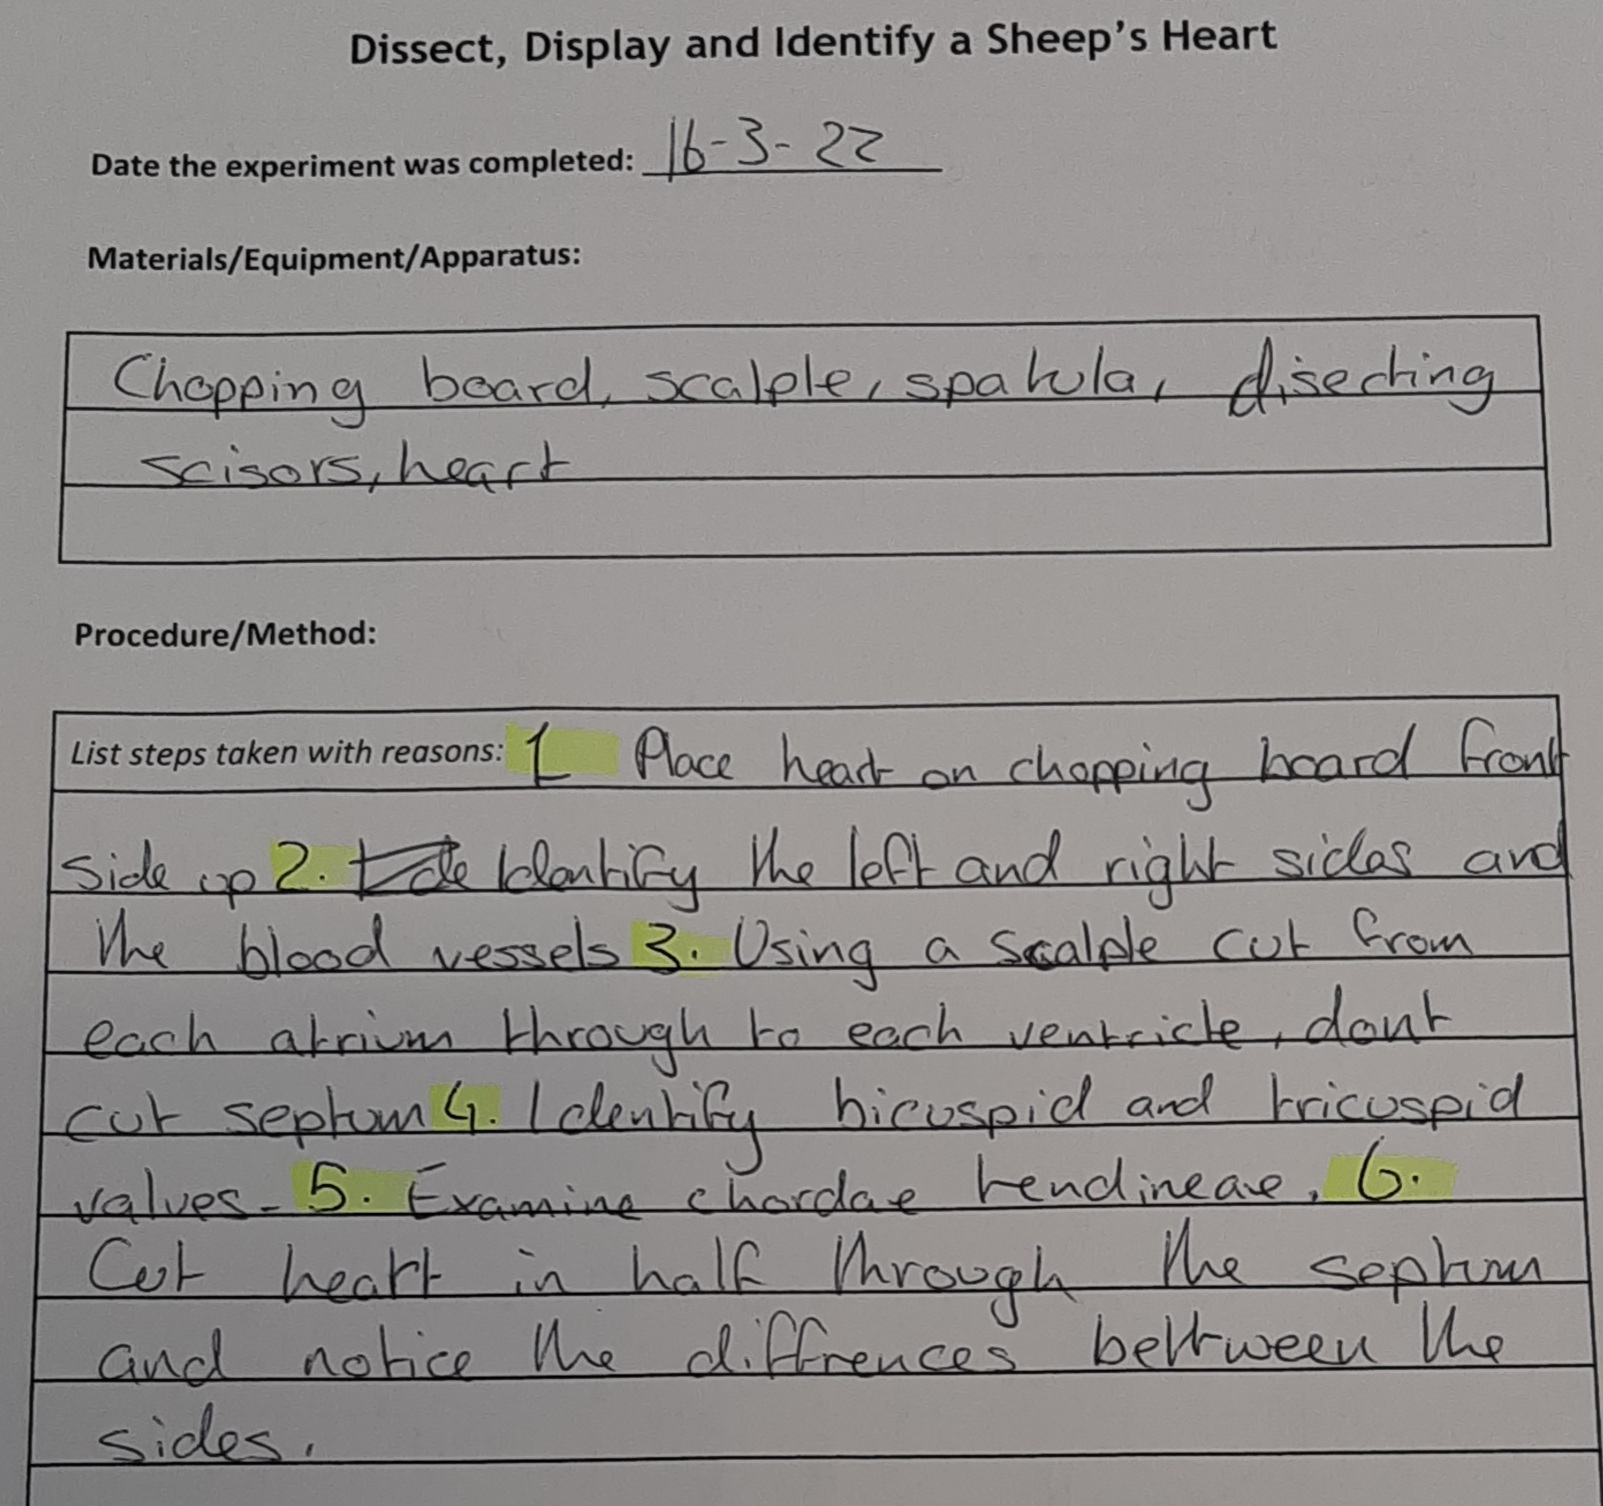 Dissect, Display and Identify a Sheep's Heart
Date the experiment was completed: 16-3-22
Materials/Equipment/Apparatus:
Chopping board, scalple, spatula, disecting
scisors, heart
Procedure/Method:
List steps taken with reasons: 1 Place heart on chopping board front
side up 2. Identify the left and right sides and
the blood vessels 3. Using a scalple cut from
each atrium through to each ventricle, dont
cut septum 4. Identify bicuspid and tricuspid
valves. 5. Examine chordae tendineae. 6.
Cut heart in half through the septum
and notice the diffrences bettween the
sides.